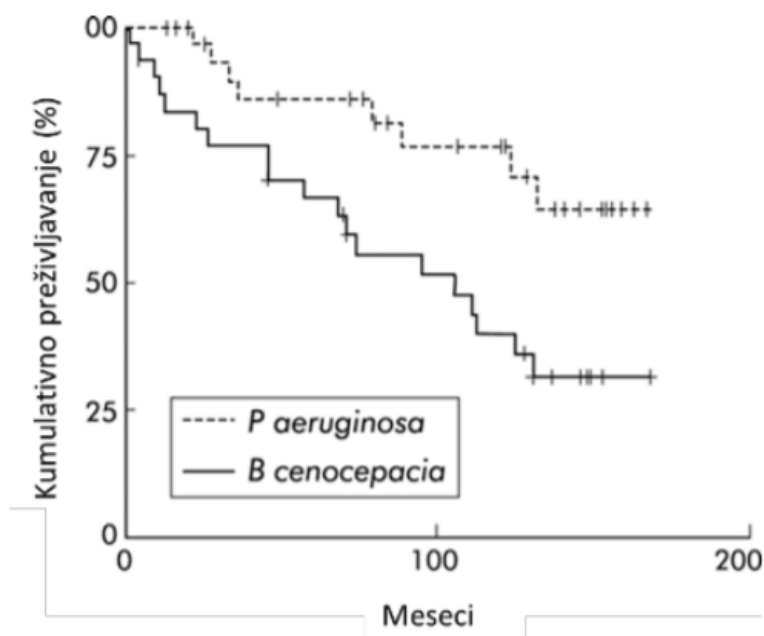 Kumulativno preživljavanje (%)
00
75
50
25
0
P aeruginosa
B cenocepacia
0
100
200
Meseci